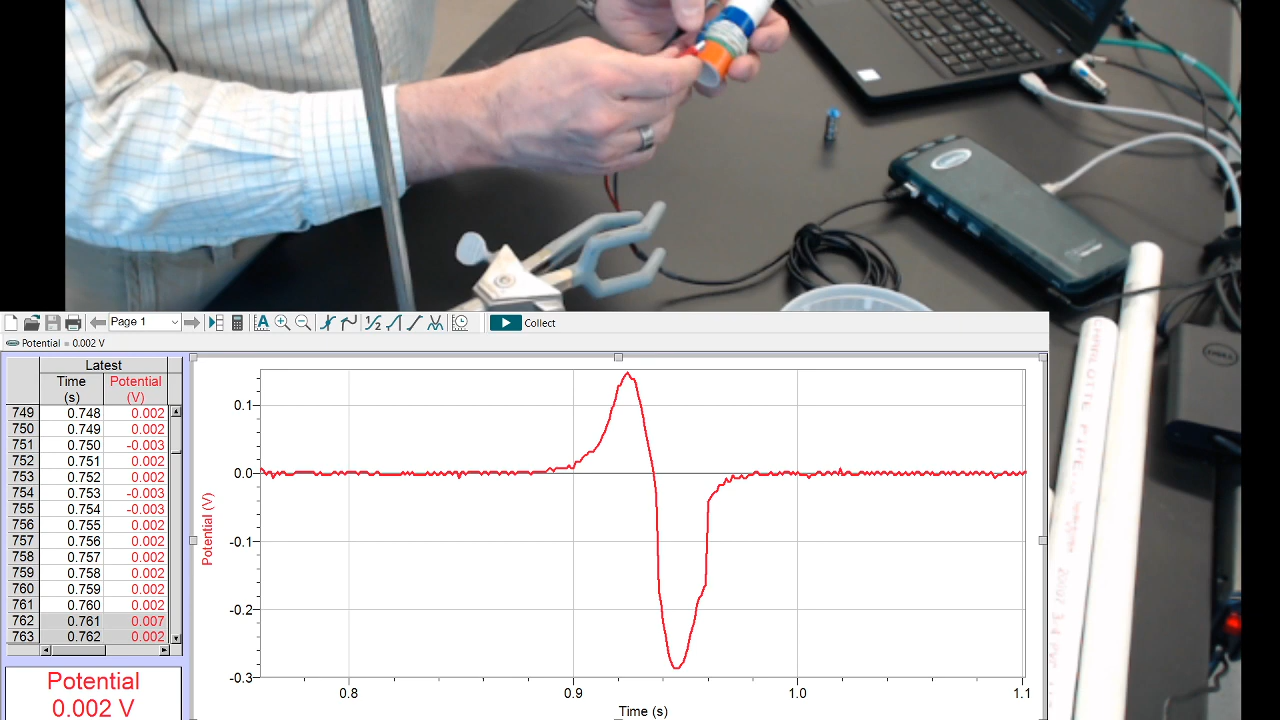 Page 1
Collect
Potential = 0.002 V
Latest
Time Potential
(s) (V)
749 0.748 0.002
750 0.749 0.002
751 0.750 -0.003
752 0.751 0.002
753 0.752 0.002
754 0.753 -0.003
755 0.754 -0.003
756 0.755 0.002
757 0.756 0.002
758 0.757 0.002
759 0.758 0.002
760 0.759 0.002
761 0.760 0.002
762 0.761 0.007
763 0.762 0.002
Potential
0.002 V
Potential (V)
0.1
0.0
-0.1
-0.2
-0.3
0.8 0.9 1.0 1.1
Time (s)
DELL
CHARLOTTE PIPE